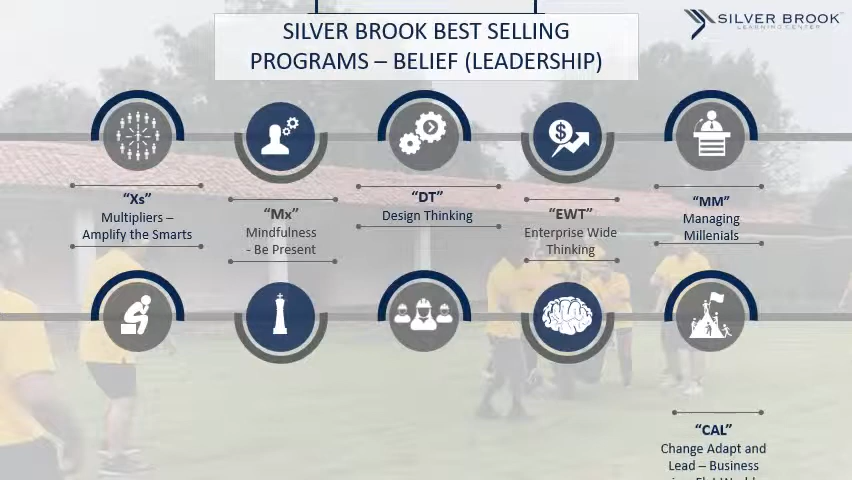 SILVER BROOK BEST SELLING
PROGRAMS – BELIEF (LEADERSHIP)
SILVER BROOK
LEARNING CENTER
“Xs”
Multipliers –
Amplify the Smarts
“Mx”
Mindfulness
- Be Present
“DT”
Design Thinking
“EWT”
Enterprise Wide
Thinking
“MM”
Managing
Millenials
“CAL”
Change Adapt and
Lead – Business